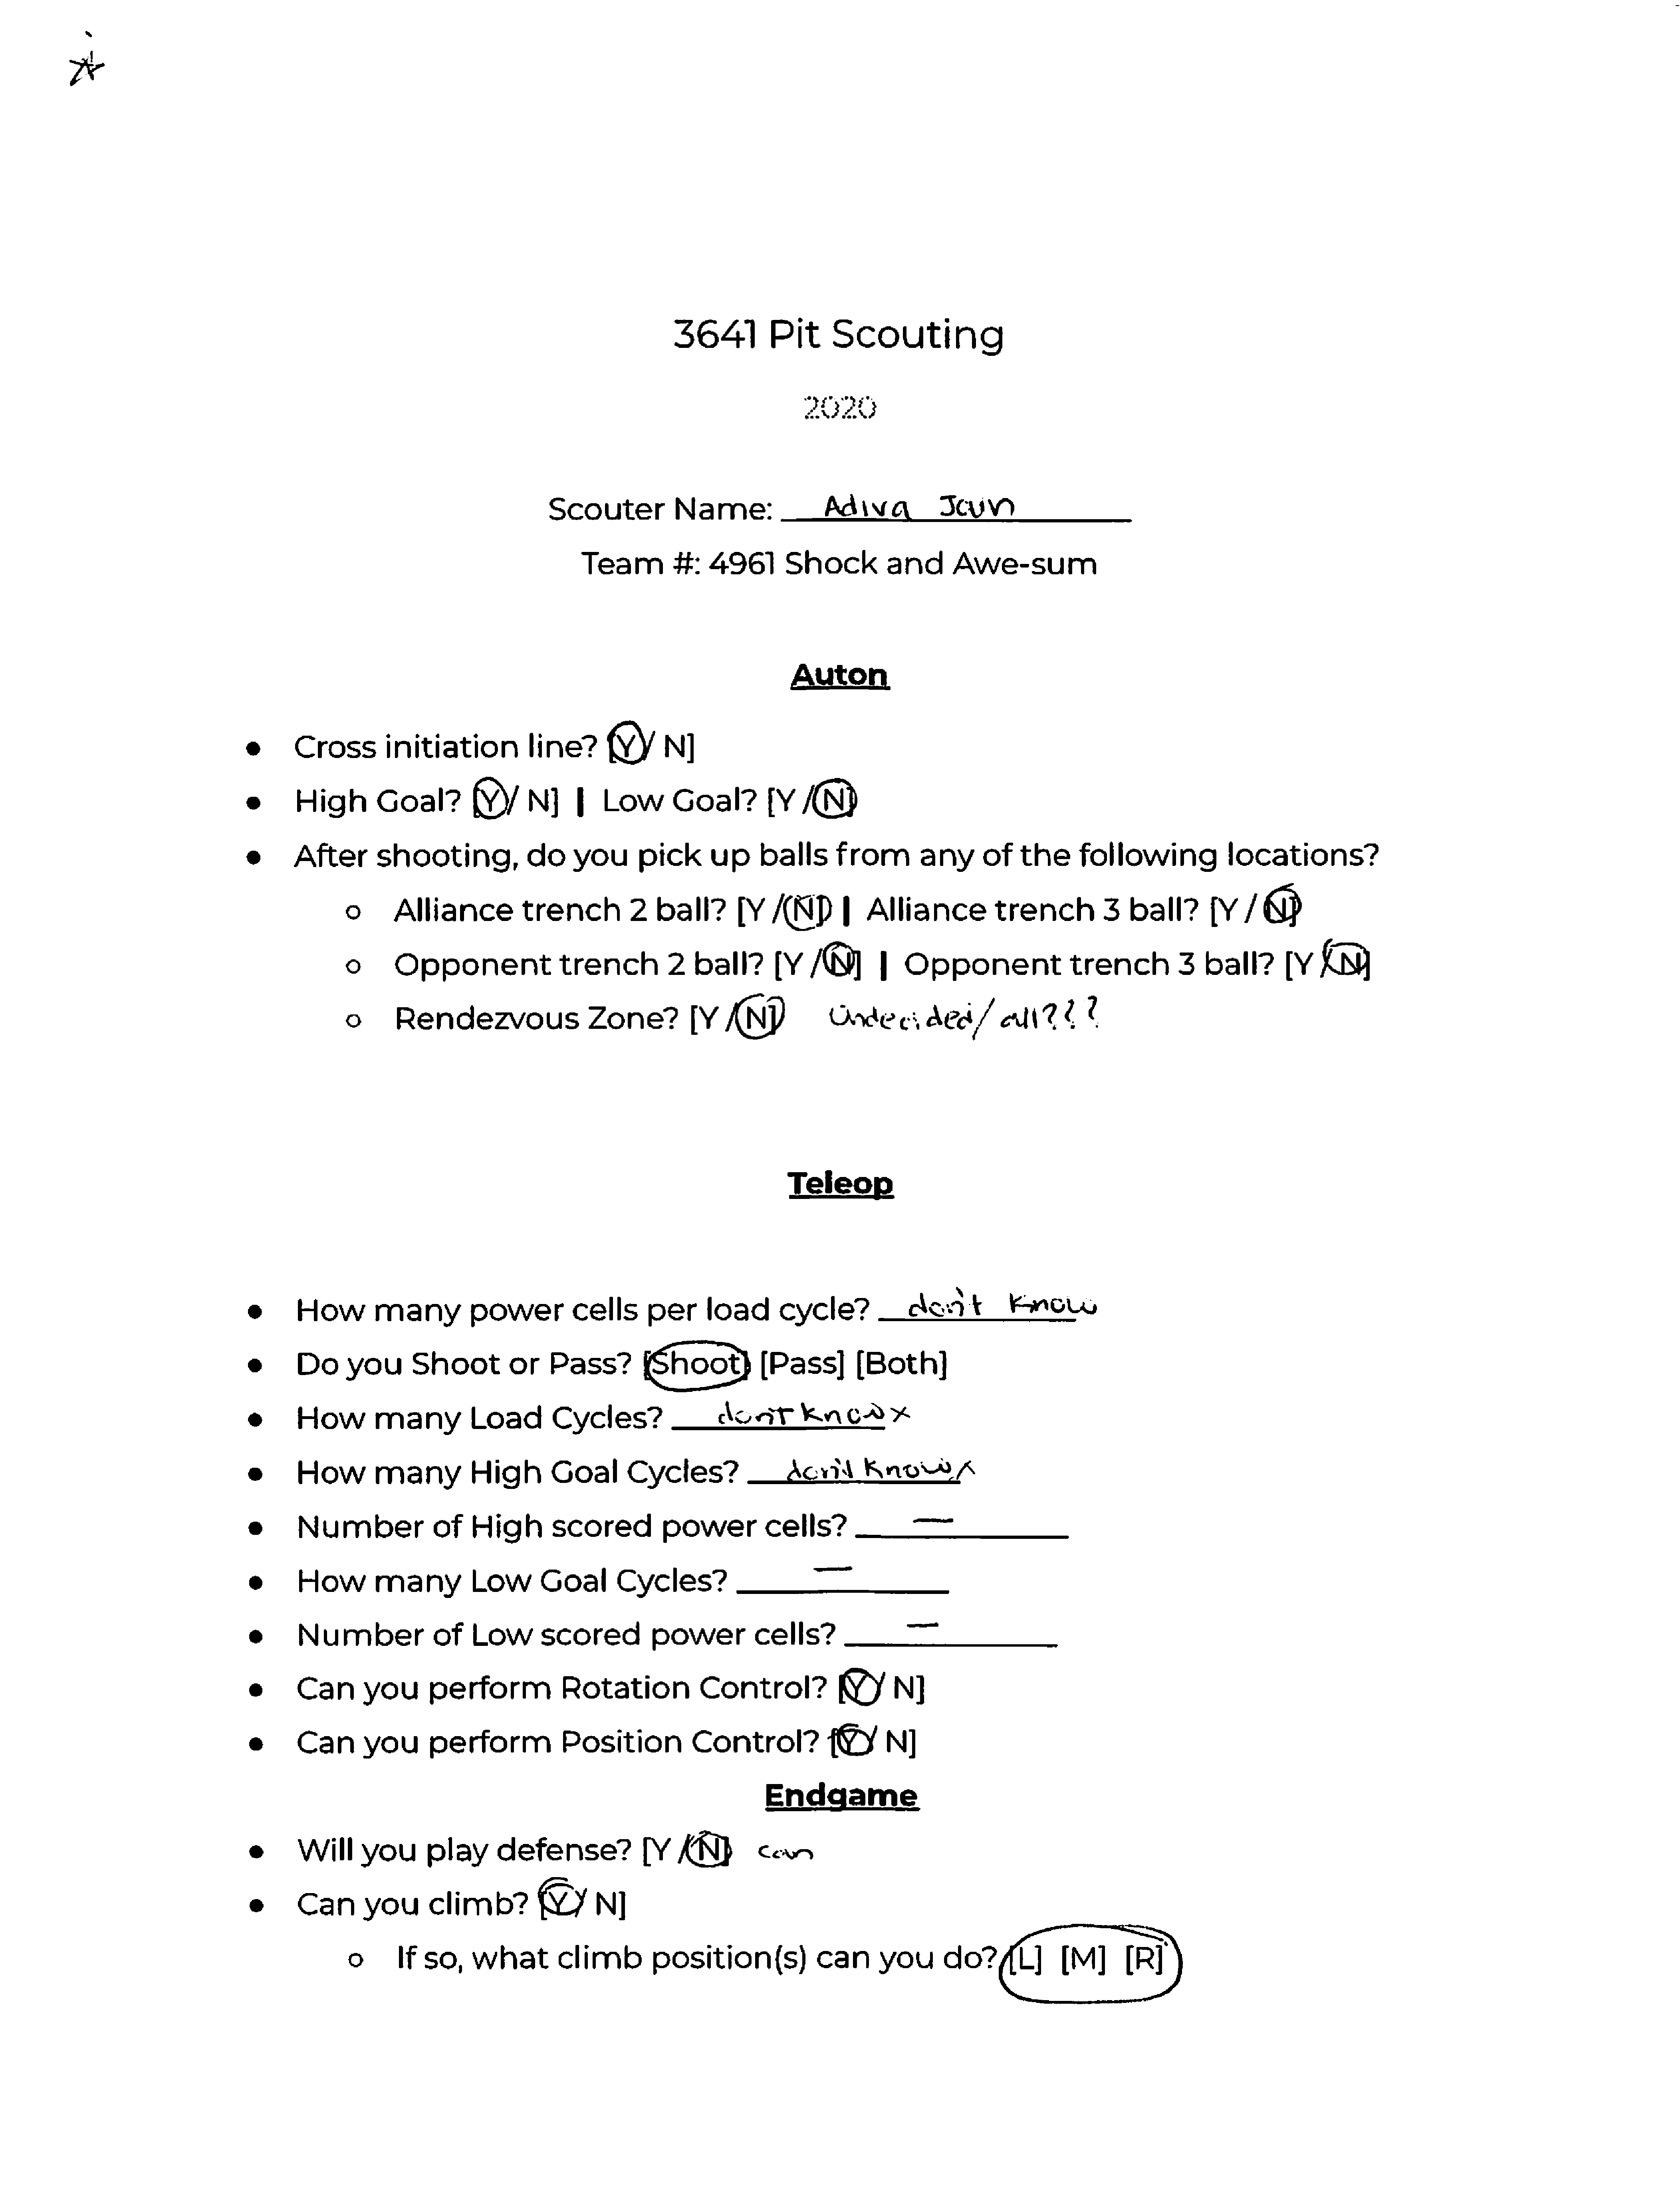 3641 Pit Scouting
2020
Scouter Name: Adiva Jain
Team #: 4961 Shock and Awe-sum
Auton
● Cross initiation line? [Y/ N]
● High Goal? [Y/ N] | Low Goal? [Y /N]
● After shooting, do you pick up balls from any of the following locations?
○ Alliance trench 2 ball? [Y /N] | Alliance trench 3 ball? [Y / N]
○ Opponent trench 2 ball? [Y /N] | Opponent trench 3 ball? [Y /N]
○ Rendezvous Zone? [Y /N] Undecided/all???
Teleop
● How many power cells per load cycle? don't know
● Do you Shoot or Pass? [Shoot] [Pass] [Both]
● How many Load Cycles? don't know x
● How many High Goal Cycles? don't know x
● Number of High scored power cells? —
● How many Low Goal Cycles? —
● Number of Low scored power cells? —
● Can you perform Rotation Control? [Y/ N]
● Can you perform Position Control? [Y/ N]
Endgame
● Will you play defense? [Y /N] can
● Can you climb? [Y/ N]
○ If so, what climb position(s) can you do? [L] [M] [R]